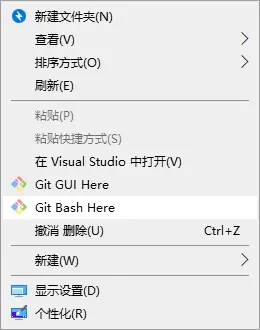 新建文件夹(N)
查看(V)
排序方式(O)
刷新(E)
粘贴(P)
粘贴快捷方式(S)
在 Visual Studio 中打开(V)
Git GUI Here
Git Bash Here
撤消 删除(U) Ctrl+Z
新建(W)
显示设置(D)
个性化(R)